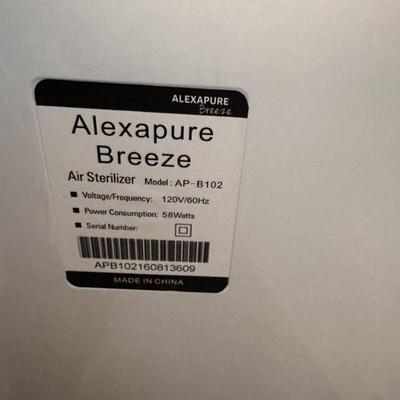 ALEXAPURE
Breeze
Alexapure
Breeze
Air Sterilizer Model: AP-B102
■ Voltage/Frequency: 120V/60Hz
■ Power Consumption: 58Watts
■ Serial Number:
APB102160813609
MADE IN CHINA